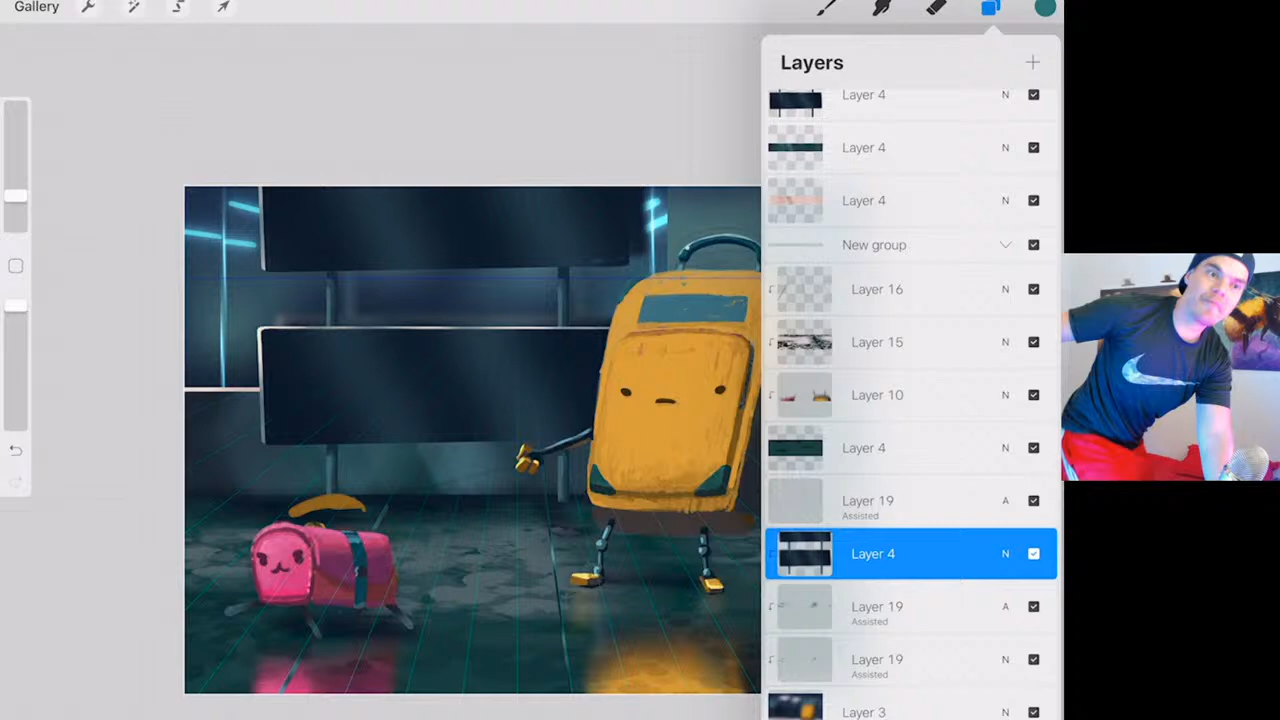 Gallery
Layers
Layer 4 N
Layer 4 N
Layer 4 N
New group
Layer 16 N
Layer 15 N
Layer 10 N
Layer 4 N
Layer 19 A
Assisted
Layer 4 N
Layer 19 A
Assisted
Layer 19 N
Assisted
Layer 3 N